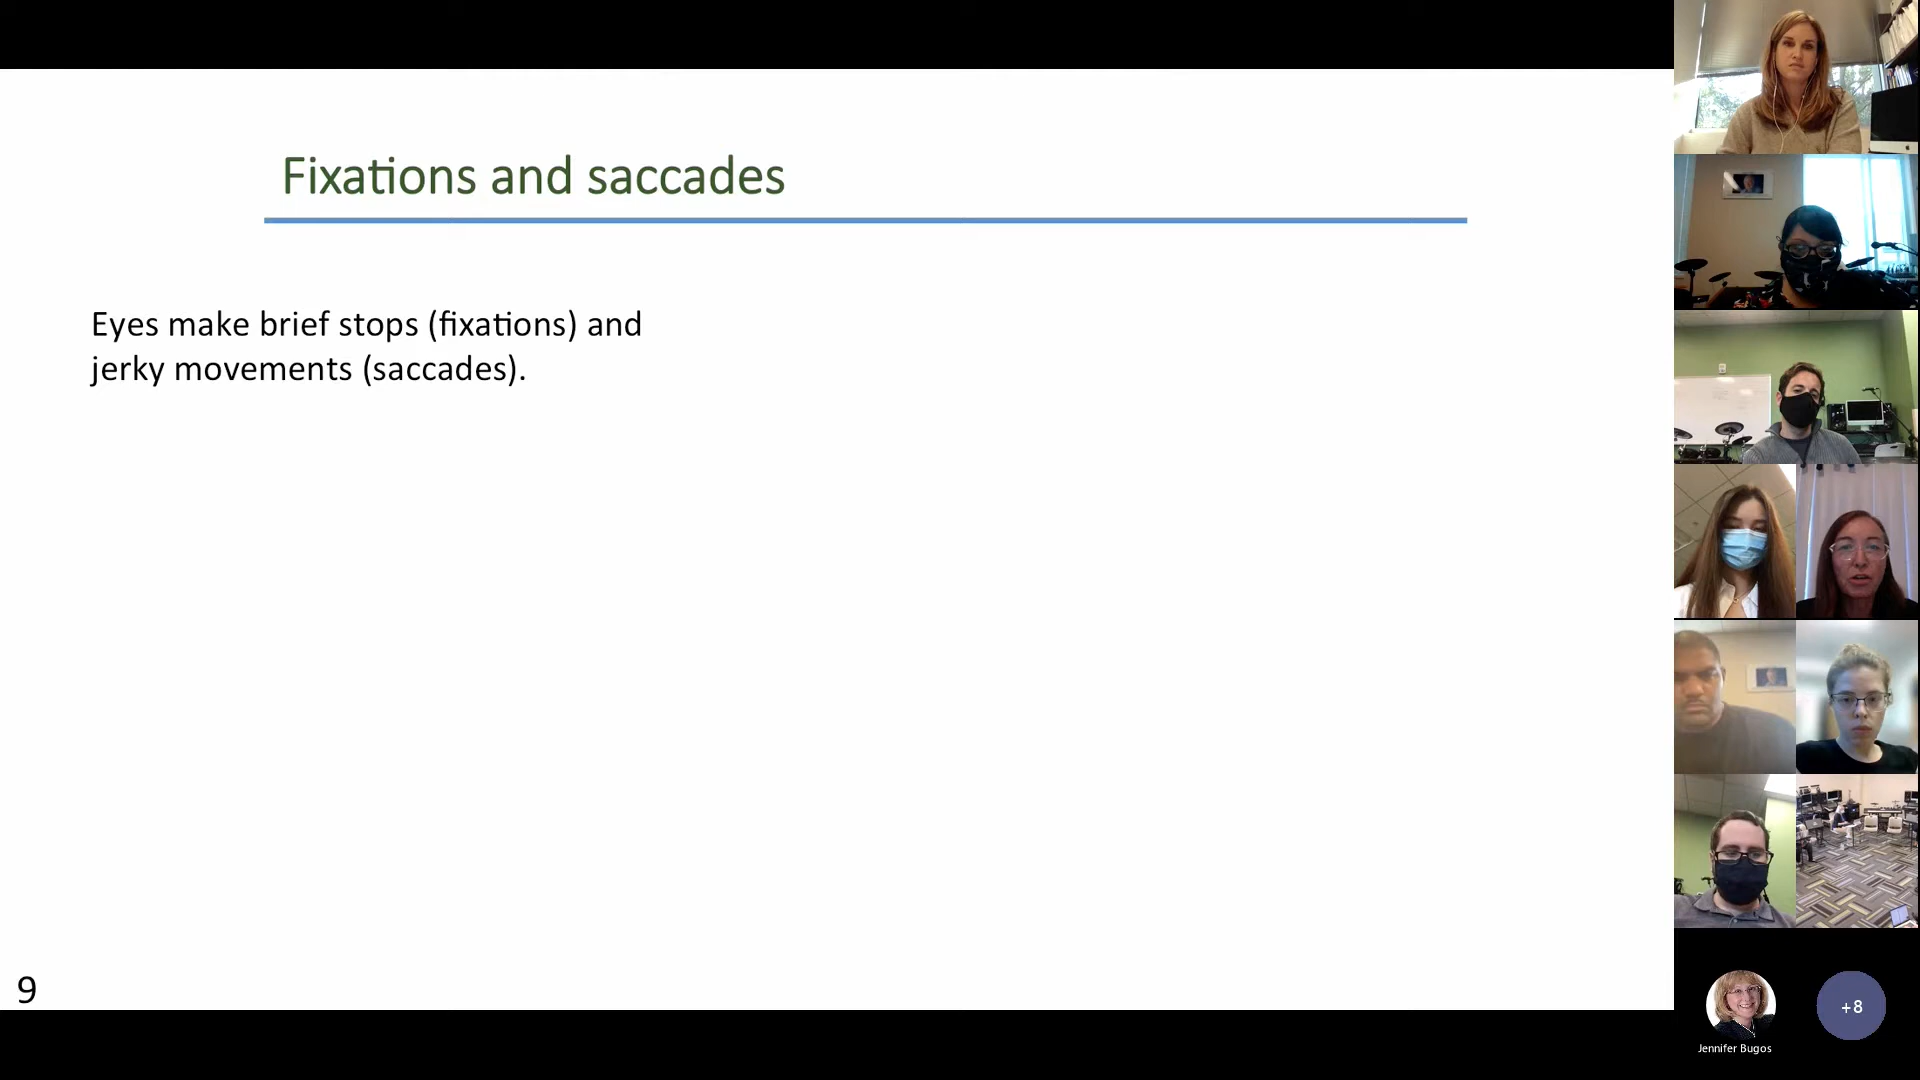 Fixations and saccades
Eyes make brief stops (fixations) and
jerky movements (saccades).
9
+8
Jennifer Bugos